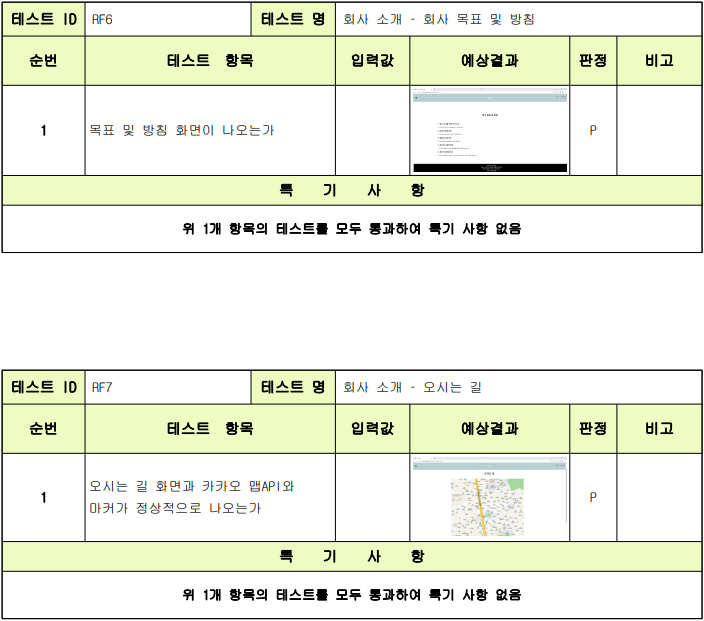 테스트 ID RF6 테스트 명 회사 소개 - 회사 목표 및 방침
순번 테스트 항목 입력값 예상결과 판정 비고
1 목표 및 방침 화면이 나오는가 P
특 기 사 항
위 1개 항목의 테스트를 모두 통과하여 특기 사항 없음
테스트 ID RF7 테스트 명 회사 소개 - 오시는 길
순번 테스트 항목 입력값 예상결과 판정 비고
오시는 길 화면과 카카오 맵API와
1 마커가 정상적으로 나오는가 P
특 기 사 항
위 1개 항목의 테스트를 모두 통과하여 특기 사항 없음